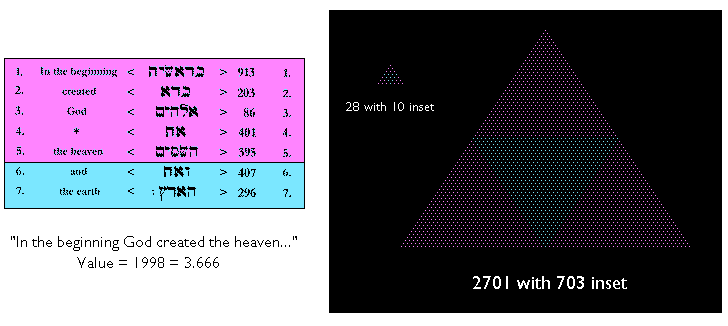 1. In the beginning < בראשית > 913 1.
2. created < ברא > 203 2.
3. God < אלהים > 86 3.
4. * < את > 401 4.
5. the heaven < השמים > 395 5.
6. and < ואת > 407 6.
7. the earth < הארץ: > 296 7.
"In the beginning God created the heaven..."
Value = 1998 = 3.666
28 with 10 inset
2701 with 703 inset